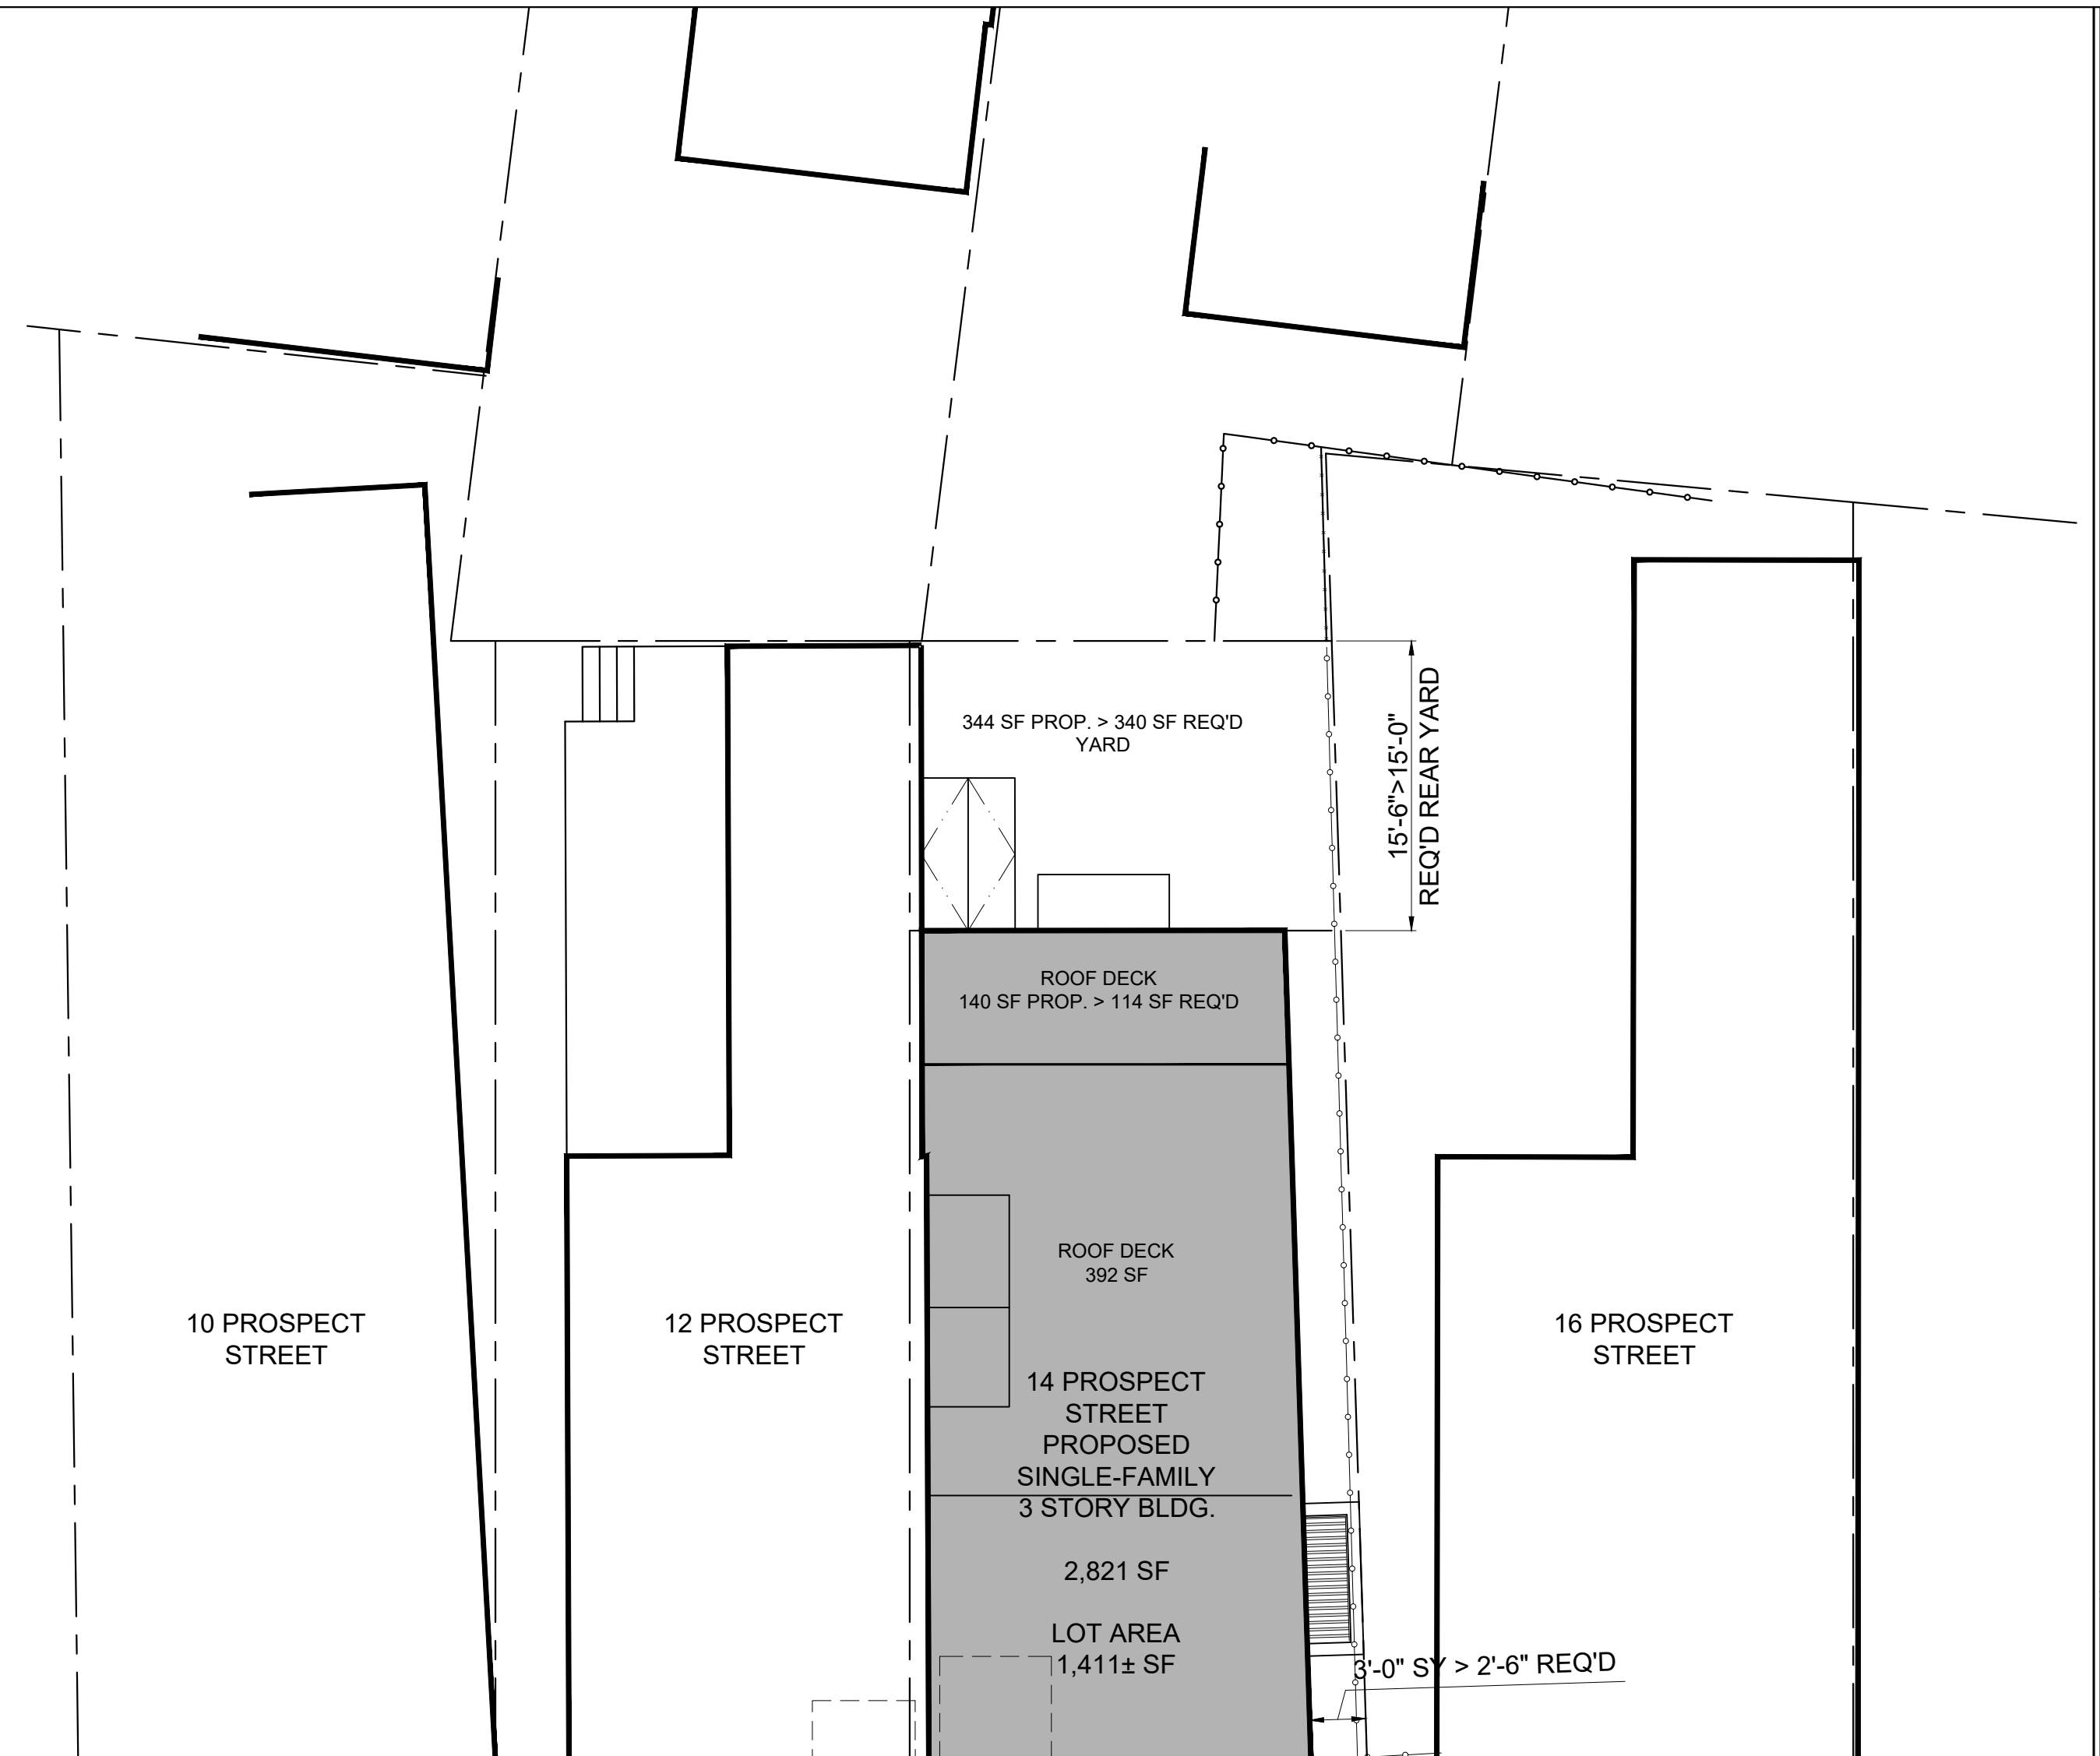 344 SF PROP. > 340 SF REQ'D
YARD
15'-6">15'-0"
REQ'D REAR YARD
ROOF DECK
140 SF PROP. > 114 SF REQ'D
ROOF DECK
392 SF
10 PROSPECT
STREET
12 PROSPECT
STREET
14 PROSPECT
STREET
PROPOSED
SINGLE-FAMILY
3 STORY BLDG.
2,821 SF
LOT AREA
1,411± SF
16 PROSPECT
STREET
3'-0" SY > 2'-6" REQ'D